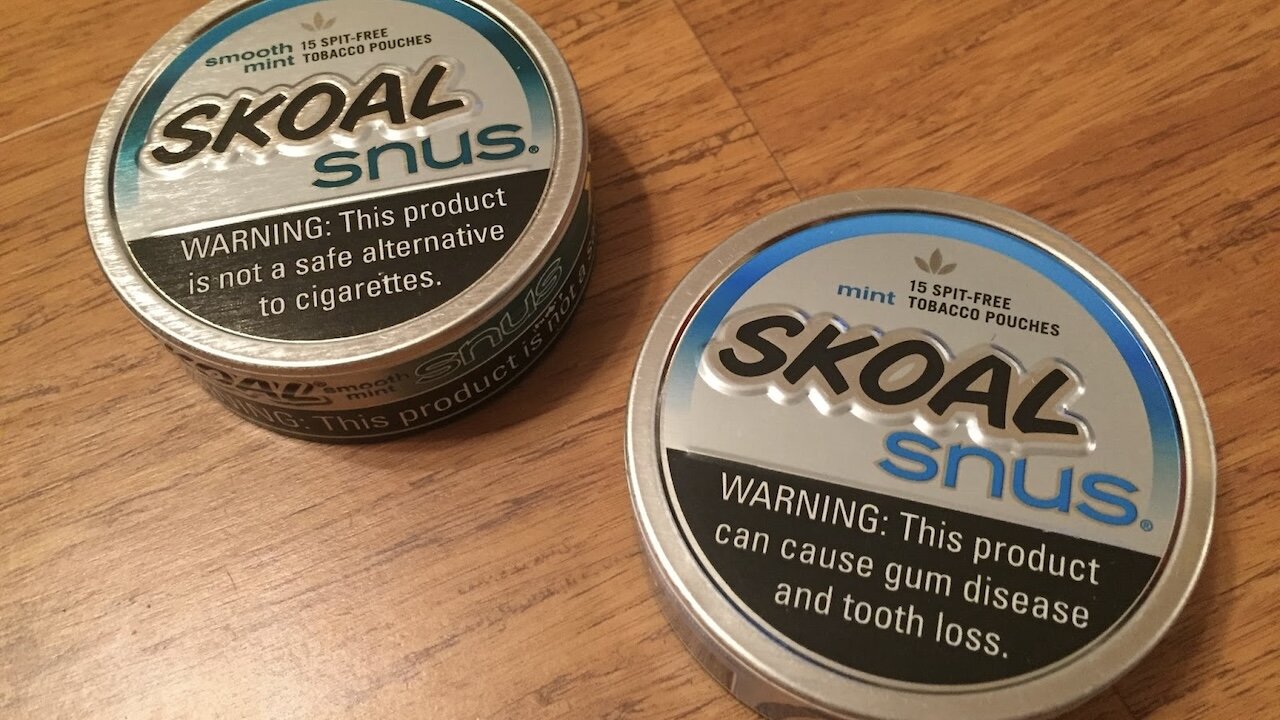 smooth mint
15 SPIT-FREE
TOBACCO POUCHES
SKOAL
snus.®
WARNING: This product
is not a safe alternative
to cigarettes.
smooth
mint
snus
WARNING: This product is not a s
mint
15 SPIT-FREE
TOBACCO POUCHES
SKOAL
snus®
WARNING: This product
can cause gum disease
and tooth loss.